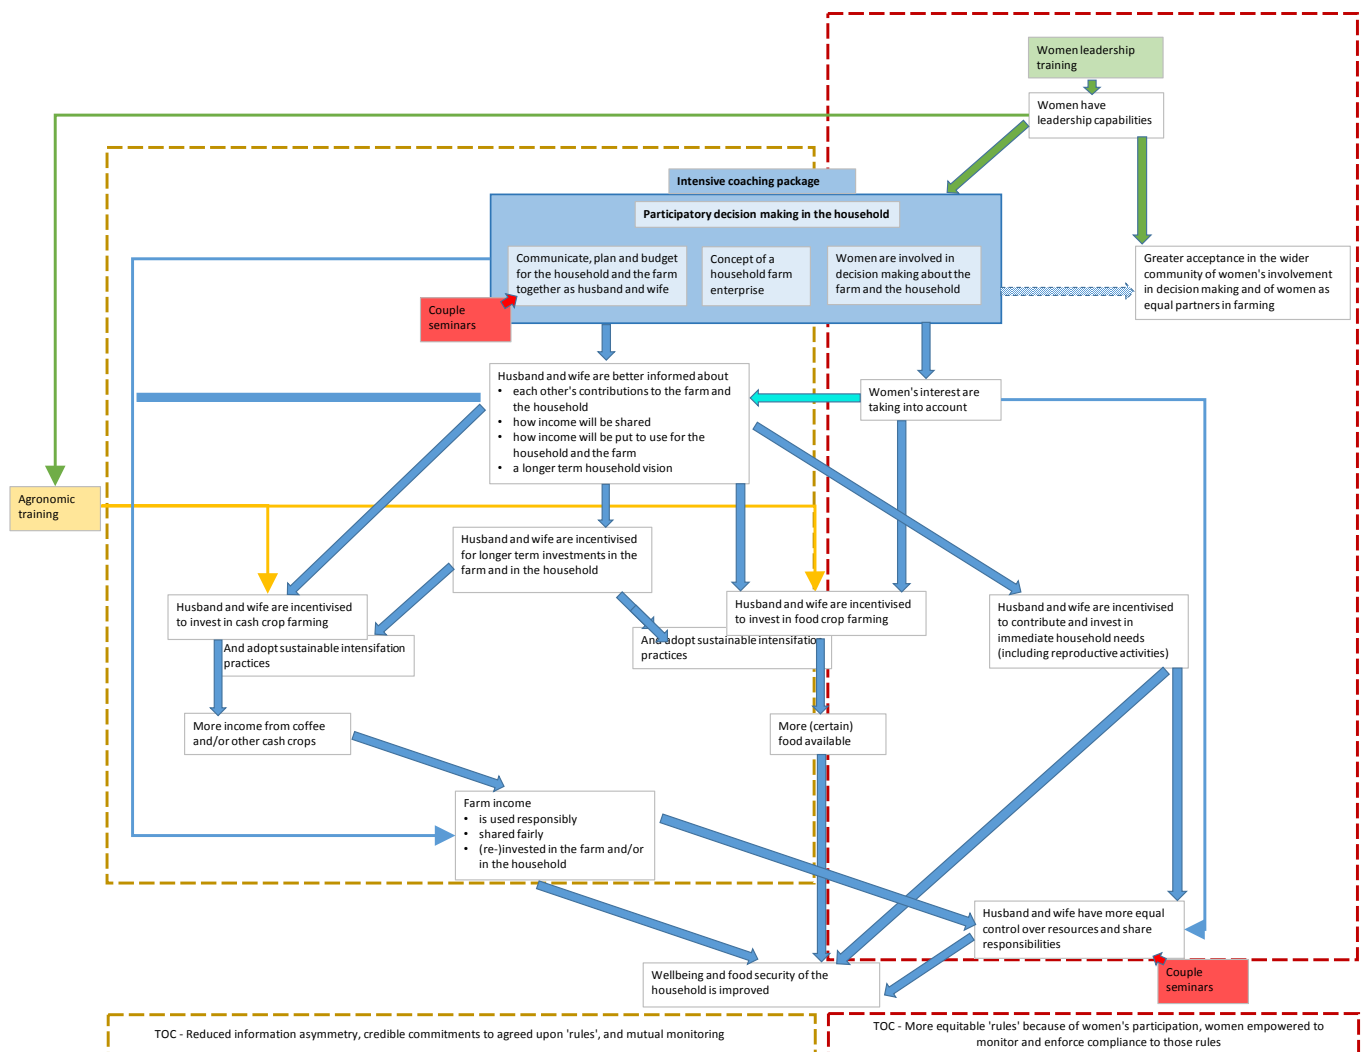 Women leadership
training
Women have
leadership capabilities
Intensive coaching package
Participatory decision making in the household
Communicate, plan and budget
for the household and the farm
together as husband and wife
Concept of a
household farm
enterprise
Women are involved in
decision making about the
farm and the household
Greater acceptance in the wider
community of women's involvement
in decision making and of women as
equal partners in farming
Couple
seminars
Husband and wife are better informed about
• each other's contributions to the farm and
the household
• how income will be shared
• how income will be put to use for the
household and the farm
• a longer term household vision
Women's interest are
taking into account
Agronomic
training
Husband and wife are incentivised
for longer term investments in the
farm and in the household
Husband and wife are incentivised
to invest in cash crop farming
And adopt sustainable intensifation
practices
Husband and wife are incentivised
to invest in food crop farming
And adopt sustainable intensifation
practices
Husband and wife are incentivised
to contribute and invest in
immediate household needs
(including reproductive activities)
More income from coffee
and/or other cash crops
More (certain)
food available
Farm income
• is used responsibly
• shared fairly
• (re-)invested in the farm and/or
in the household
Husband and wife have more equal
control over resources and share
responsibilities
Couple
seminars
Wellbeing and food security of the
household is improved
TOC - Reduced information asymmetry, credible commitments to agreed upon 'rules', and mutual monitoring
TOC - More equitable 'rules' because of women's participation, women empowered to
monitor and enforce compliance to those rules